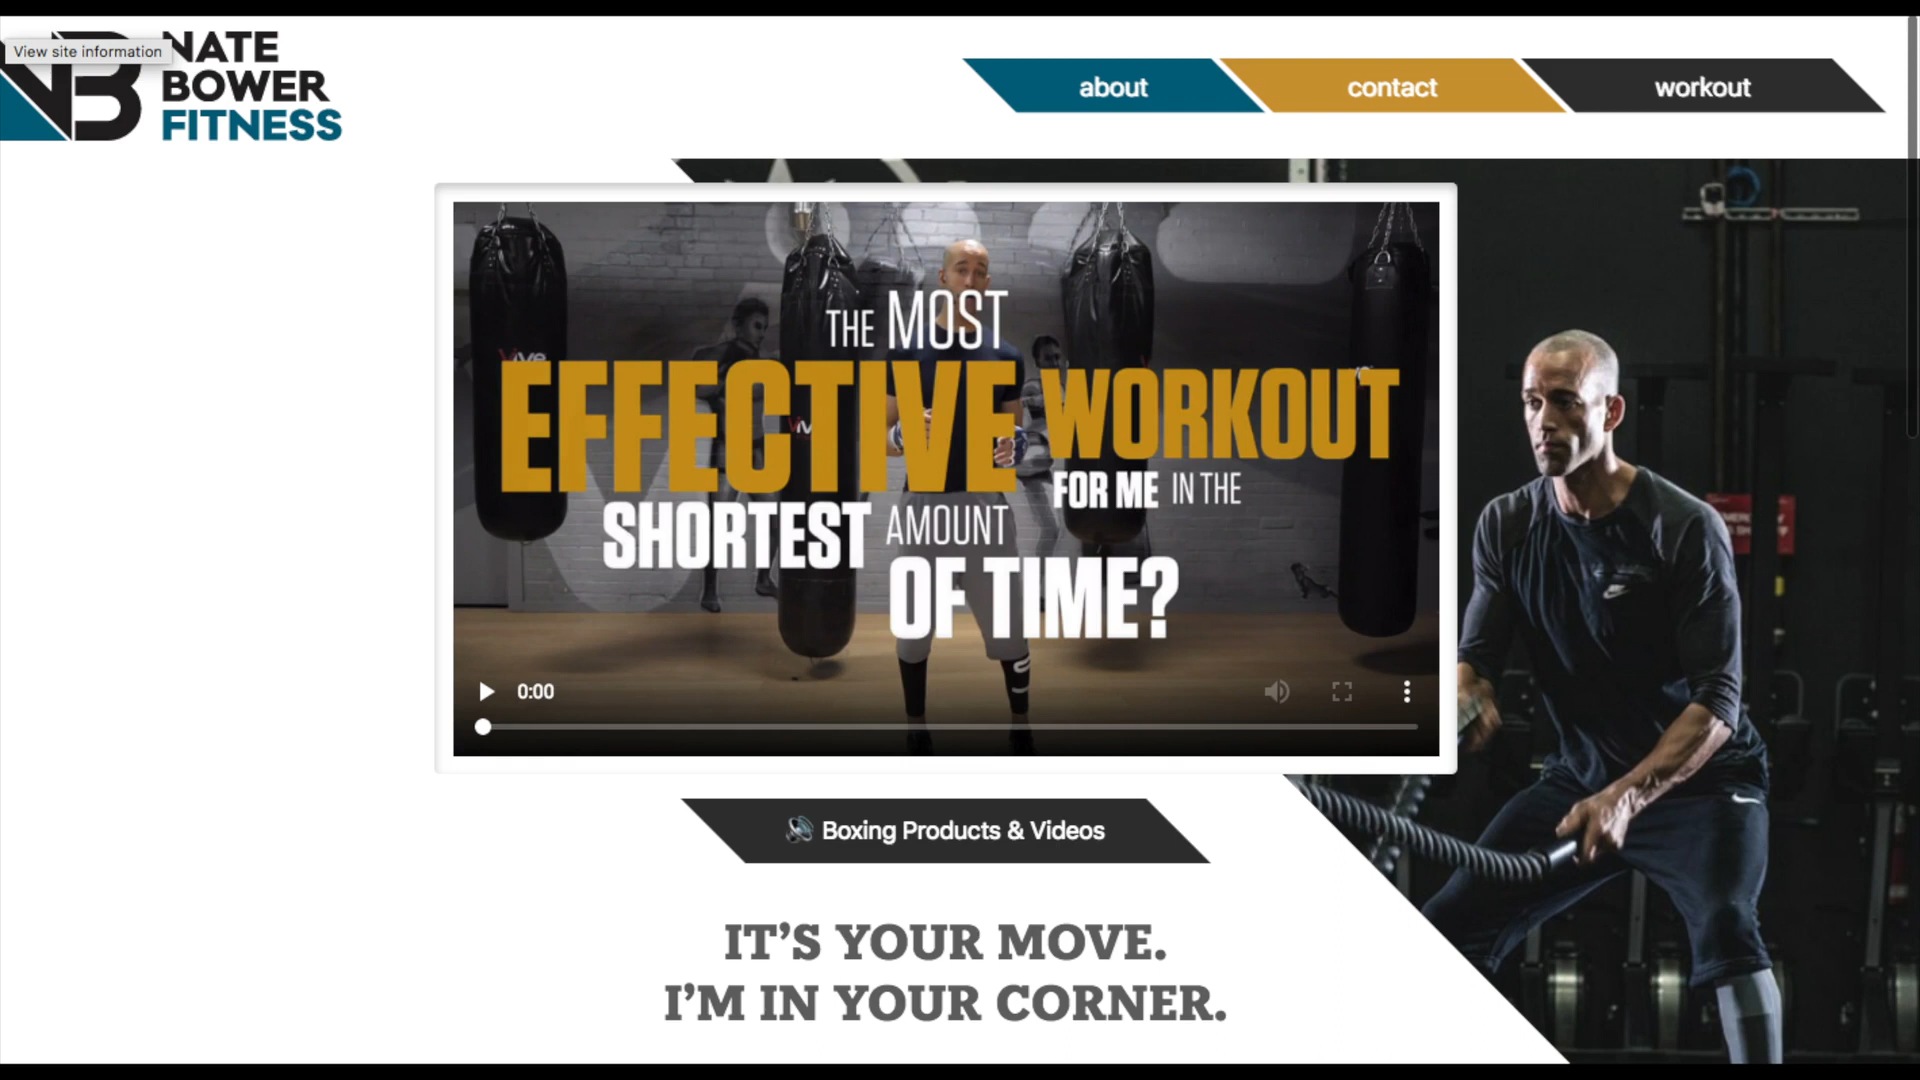 View site information
NATE
BOWER
FITNESS
about
contact
workout
THE MOST
EFFECTIVE WORKOUT
FOR ME IN THE
SHORTEST AMOUNT
OF TIME?
0:00
Boxing Products & Videos
IT’S YOUR MOVE.
I’M IN YOUR CORNER.